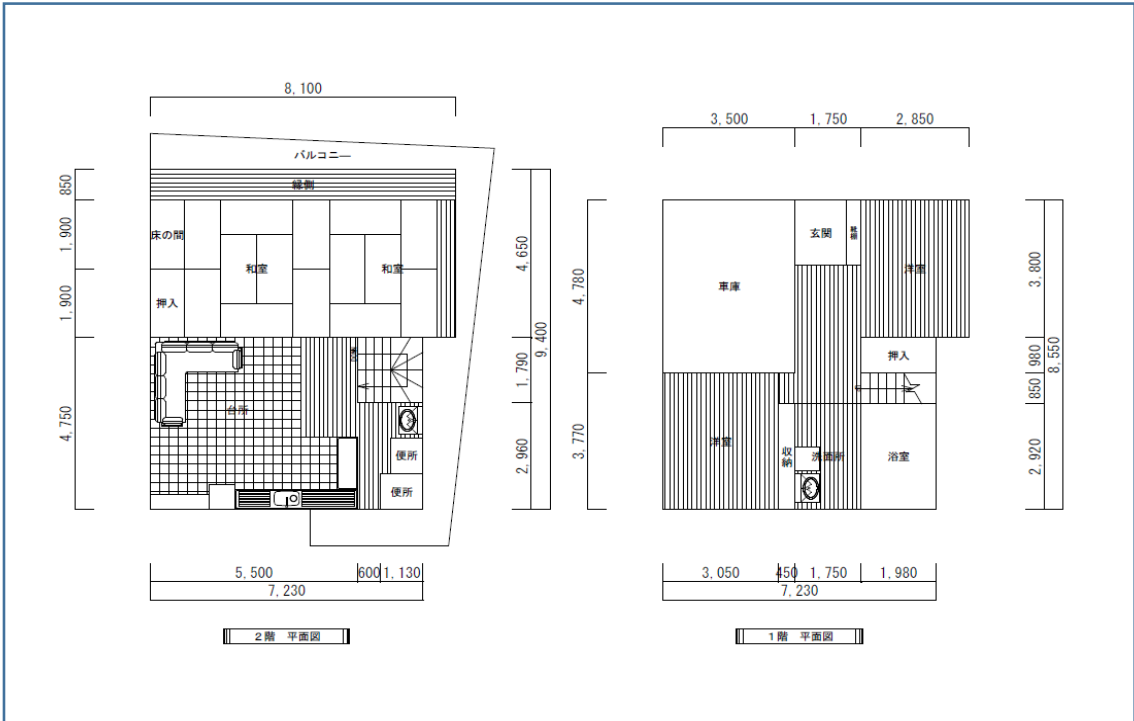 8,100
バルコニー
縁側
床の間
和室
和室
押入
台所
便所
便所
850
1,900
1,900
4,750
4,650
9,400
1,790
2,960
5,500
600
1,130
7,230
2階 平面図
3,500
1,750
2,850
玄関
靴棚
洋室
車庫
押入
洋室
収納
洗面所
浴室
4,780
3,770
3,800
980
8,550
850
2,920
3,050
450
1,750
1,980
7,230
1階 平面図